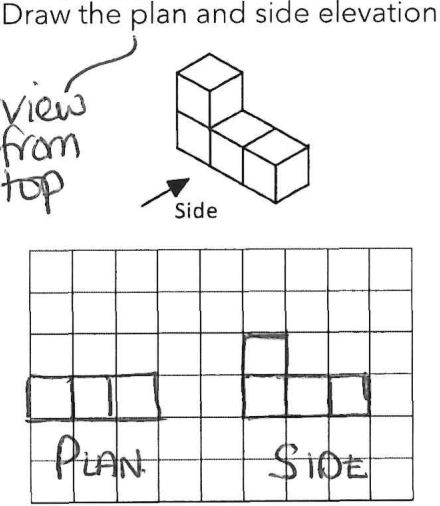 Draw the plan and side elevation
view
from
top
Side
PLAN.
SIDE